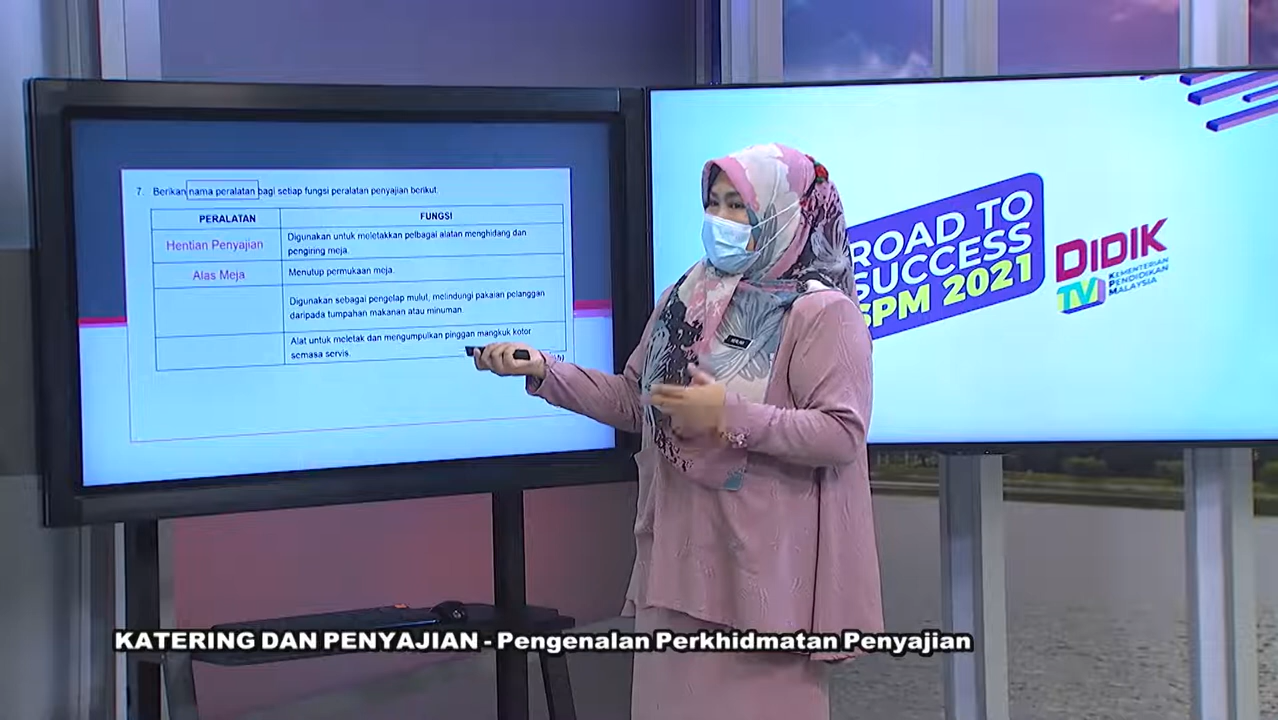 7. Berikan nama peralatan bagi setiap fungsi peralatan penyajian berikut.
PERALATAN
FUNGSI
Hentian Penyajian
Digunakan untuk meletakkan pelbagai alatan menghidang dan
pengiring meja.
Alas Meja
Menutup permukaan meja.
Digunakan sebagai pengelap mulut, melindungi pakaian pelanggan
daripada tumpahan makanan atau minuman.
Alat untuk meletak dan mengumpulkan pinggan mangkuk kotor
semasa servis.
ROAD TO
SUCCESS
SPM 2021
DIDIK
TV
KEMENTERIAN
PENDIDIKAN
MALAYSIA
KATERING DAN PENYAJIAN - Pengenalan Perkhidmatan Penyajian